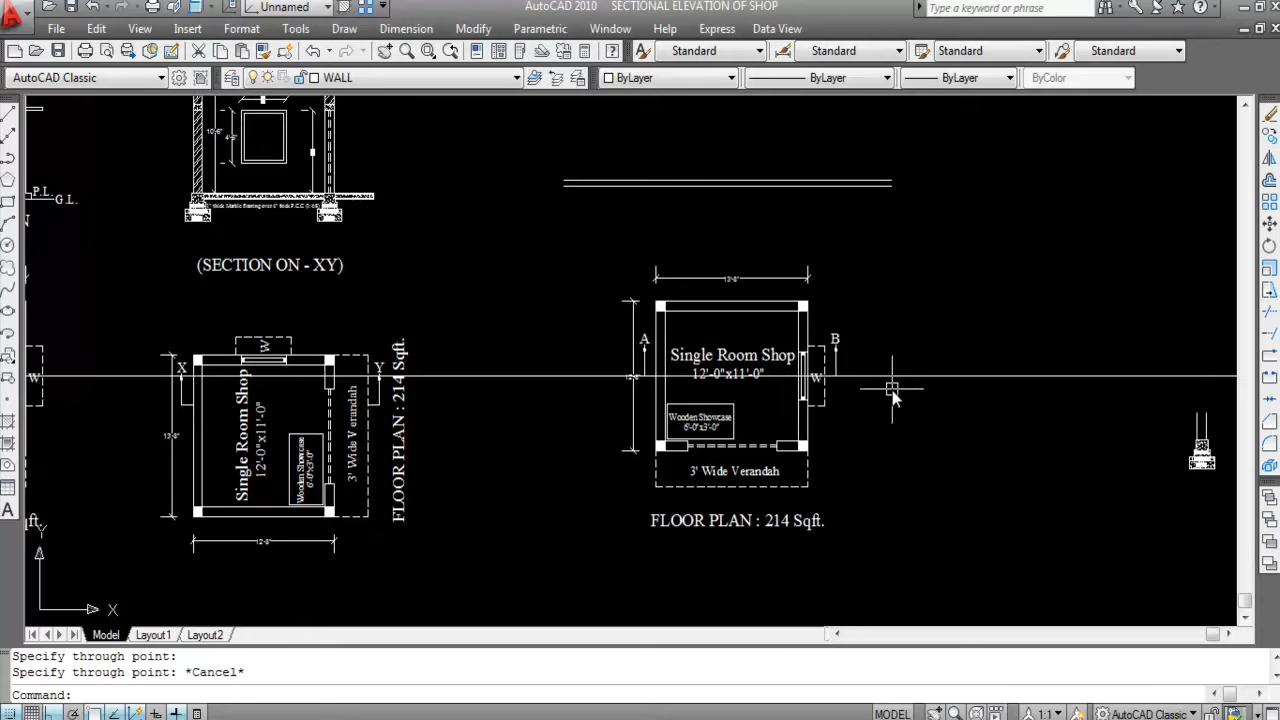 Unnamed
AutoCAD 2010
SECTIONAL ELEVATION OF SHOP
Type a keyword or phrase
File
Edit
View
Insert
Format
Tools
Draw
Dimension
Modify
Parametric
Window
Express
Help
Data View
Standard
Standard
Standard
Standard
AutoCAD Classic
WALL
ByLayer
ByLayer
ByLayer
ByColor
P.L.
G.L.
(SECTION ON - XY)
W
X
Y
Single Room Shop
12'-0"x11'-0"
Wooden Showcase
6'-0"x3'-0"
3' Wide Verandah
FLOOR PLAN : 214 Sqft.
W
A
B
Single Room Shop
12'-0"x11'-0"
W
Wooden Showcase
6'-0"x3'-0"
3' Wide Verandah
FLOOR PLAN : 214 Sqft.
Y
X
Model
Layout1
Layout2
Specify through point:
Specify through point: *Cancel*
Command:
MODEL
1:1
AutoCAD Classic